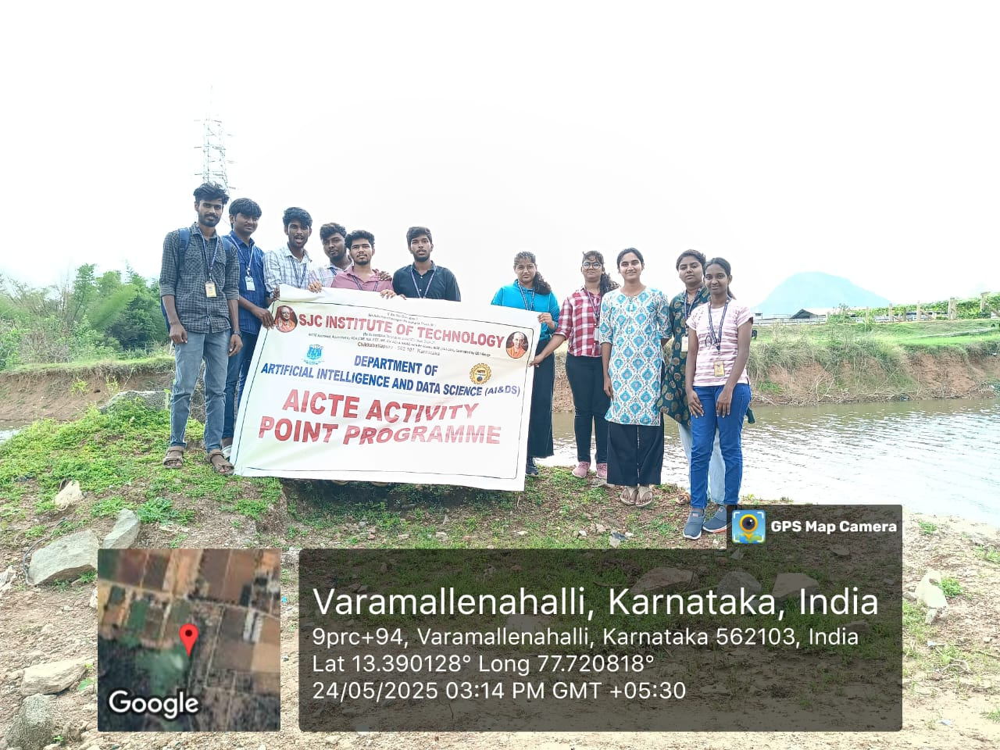 SJC INSTITUTE OF TECHNOLOGY
Chikkaballapura - 562 101, Karnataka
DEPARTMENT OF
ARTIFICIAL INTELLIGENCE AND DATA SCIENCE (AI&DS)
AICTE ACTIVITY
POINT PROGRAMME
GPS Map Camera
Varamallenahalli, Karnataka, India
9prc+94, Varamallenahalli, Karnataka 562103, India
Lat 13.390128° Long 77.720818°
24/05/2025 03:14 PM GMT +05:30
Google